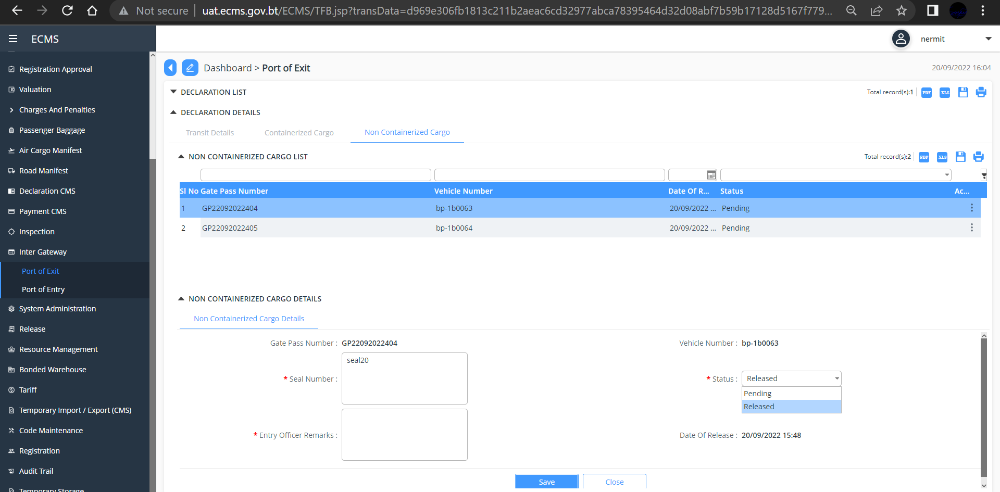 Not secure
uat.ecms.gov.bt/ECMS/TFB.jsp?transData=d969e306fb1813c211b2aeac6cd32977abca78395464d32d08abf7b59b17128d5167f779...
ECMS
nermit
Registration Approval
Valuation
Charges And Penalties
Passenger Baggage
Air Cargo Manifest
Road Manifest
Declaration CMS
Payment CMS
Inspection
Inter Gateway
Port of Exit
Port of Entry
System Administration
Release
Resource Management
Bonded Warehouse
Tariff
Temporary Import / Export (CMS)
Code Maintenance
Registration
Audit Trail
Temporary Storage
Dashboard > Port of Exit
20/09/2022 16:04
DECLARATION LIST
Total record(s):1
PDF
XLS
DECLARATION DETAILS
Transit Details
Containerized Cargo
Non Containerized Cargo
NON CONTAINERIZED CARGO LIST
Total record(s):2
PDF
XLS
Sl No Gate Pass Number Vehicle Number Date Of R... Status Ac...
1 GP22092022404 bp-1b0063 20/09/2022 ... Pending
2 GP22092022405 bp-1b0064 20/09/2022 ... Pending
NON CONTAINERIZED CARGO DETAILS
Non Containerized Cargo Details
Gate Pass Number : GP22092022404
Vehicle Number : bp-1b0063
* Seal Number : seal20
* Status : Released
Pending
Released
* Entry Officer Remarks :
Date Of Release : 20/09/2022 15:48
Save
Close